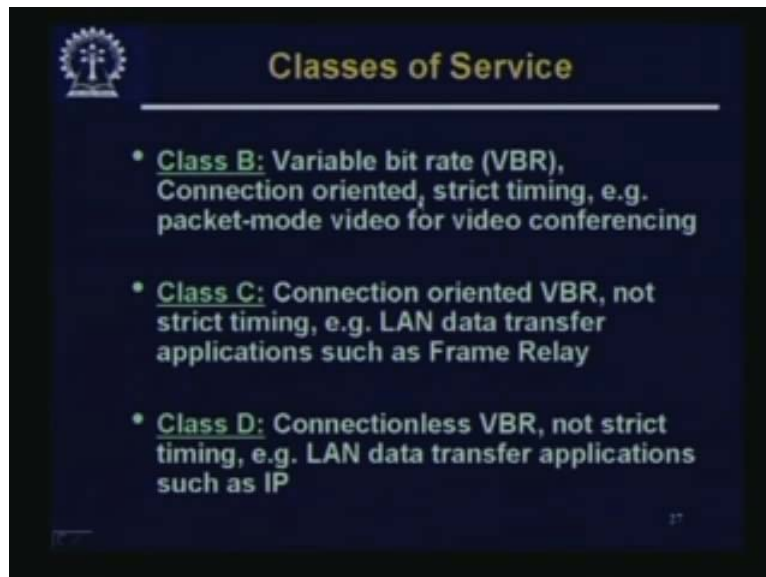 Classes of Service
• Class B: Variable bit rate (VBR),
Connection oriented, strict timing, e.g.
packet-mode video for video conferencing
• Class C: Connection oriented VBR, not
strict timing, e.g. LAN data transfer
applications such as Frame Relay
• Class D: Connectionless VBR, not strict
timing, e.g. LAN data transfer applications
such as IP